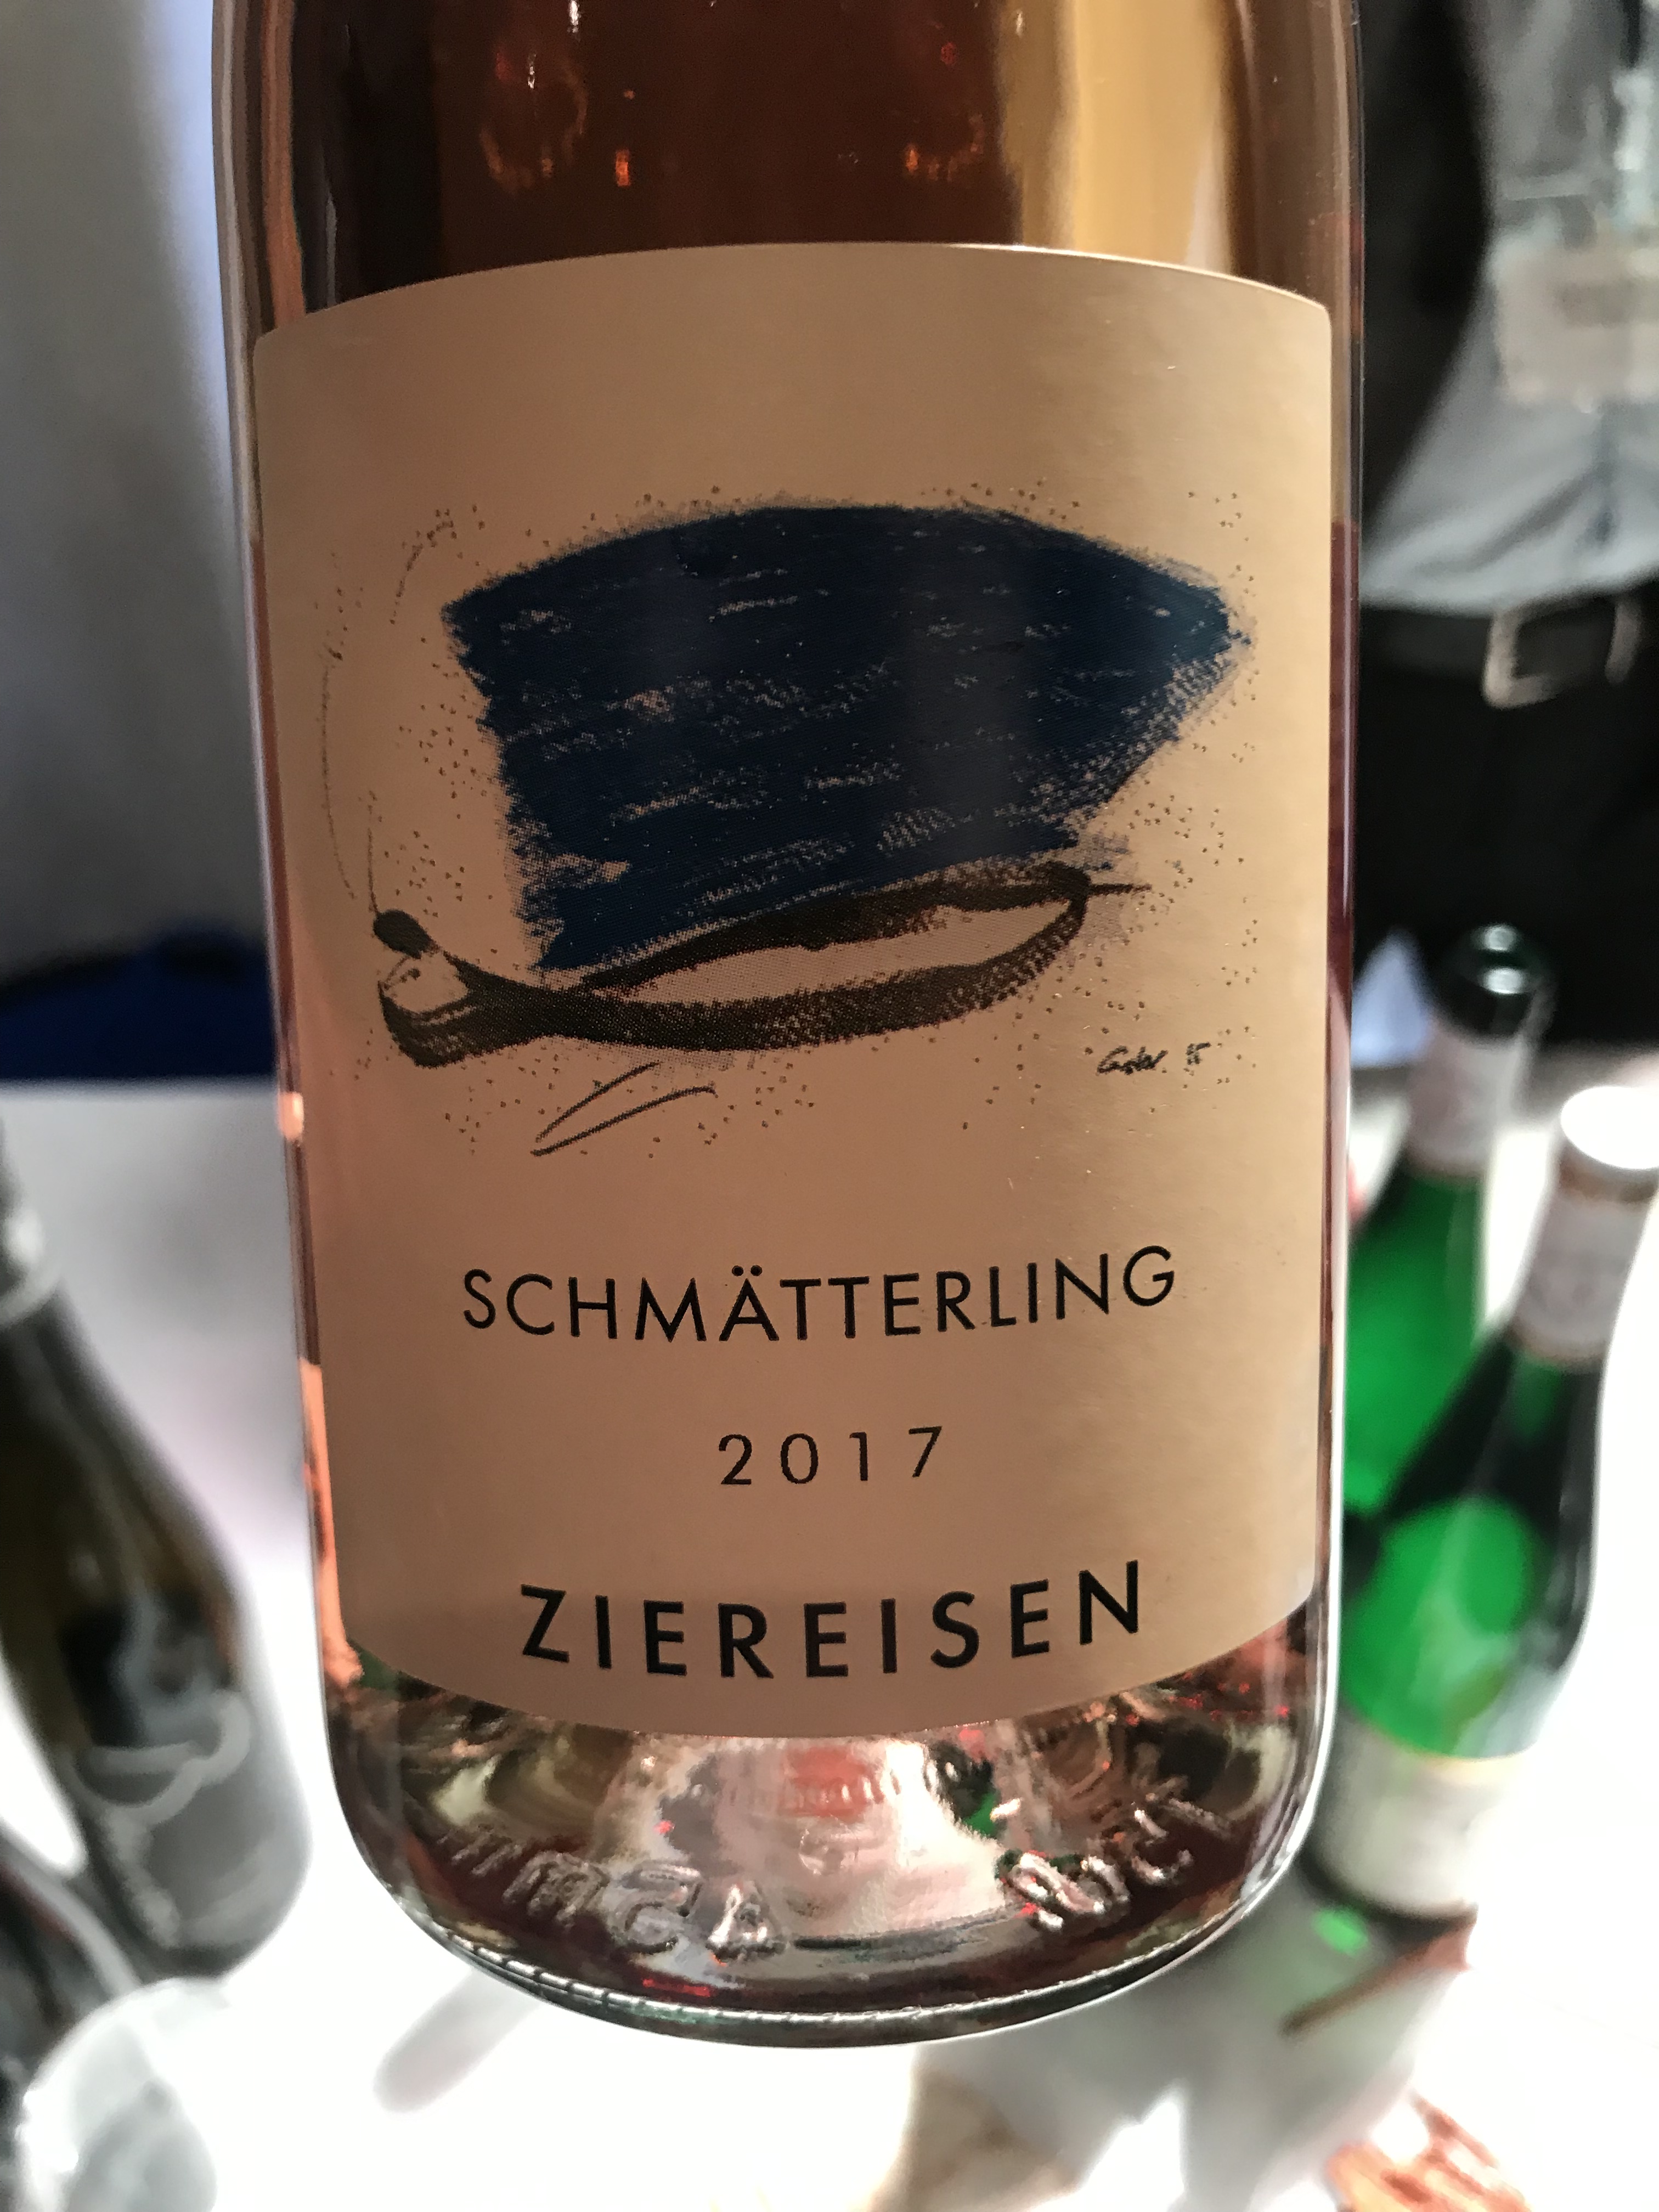 SCHMÄTTERLING
2017
ZIEREISEN